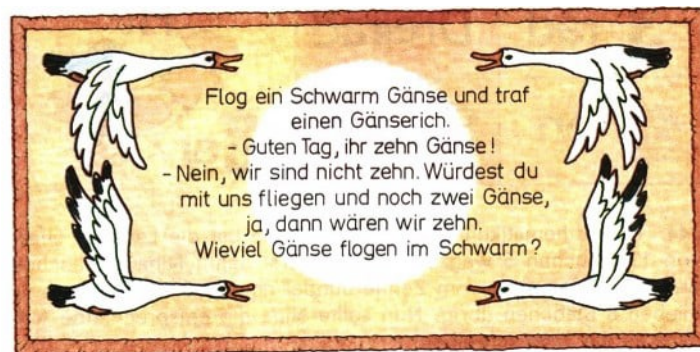 Flog ein Schwarm Gänse und traf
einen Gänserich.
- Guten Tag, ihr zehn Gänse!
- Nein, wir sind nicht zehn. Würdest du
mit uns fliegen und noch zwei Gänse,
ja, dann wären wir zehn.
Wieviel Gänse flogen im Schwarm?